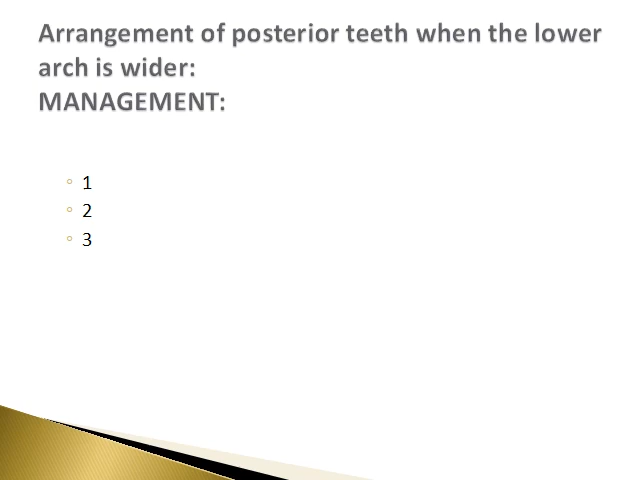 Arrangement of posterior teeth when the lower
arch is wider:
MANAGEMENT:
◦ 1
◦ 2
◦ 3